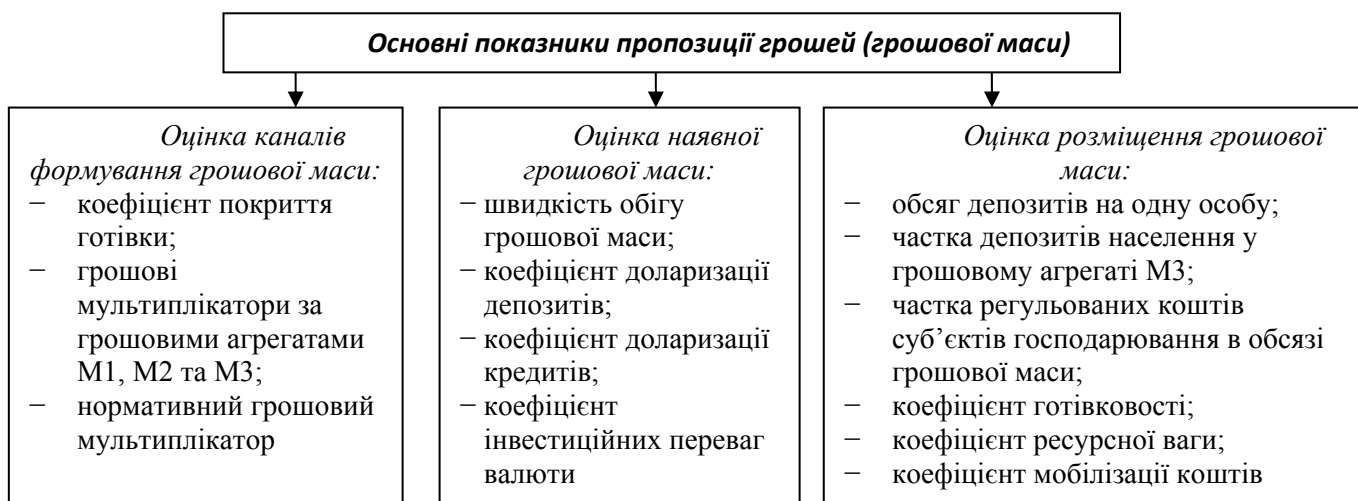 Основні показники пропозиції грошей (грошової маси)
Оцінка каналів
формування грошової маси:
− коефіцієнт покриття
готівки;
− грошові
мультиплікатори за
грошовими агрегатами
М1, М2 та М3;
− нормативний грошовий
мультиплікатор
Оцінка наявної
грошової маси:
− швидкість обігу
грошової маси;
− коефіцієнт доларизації
депозитів;
− коефіцієнт доларизації
кредитів;
− коефіцієнт
інвестиційних переваг
валюти
Оцінка розміщення грошової
маси:
− обсяг депозитів на одну особу;
− частка депозитів населення у
грошовому агрегаті М3;
− частка регульованих коштів
суб’єктів господарювання в обсязі
грошової маси;
− коефіцієнт готівковості;
− коефіцієнт ресурсної ваги;
− коефіцієнт мобілізації коштів